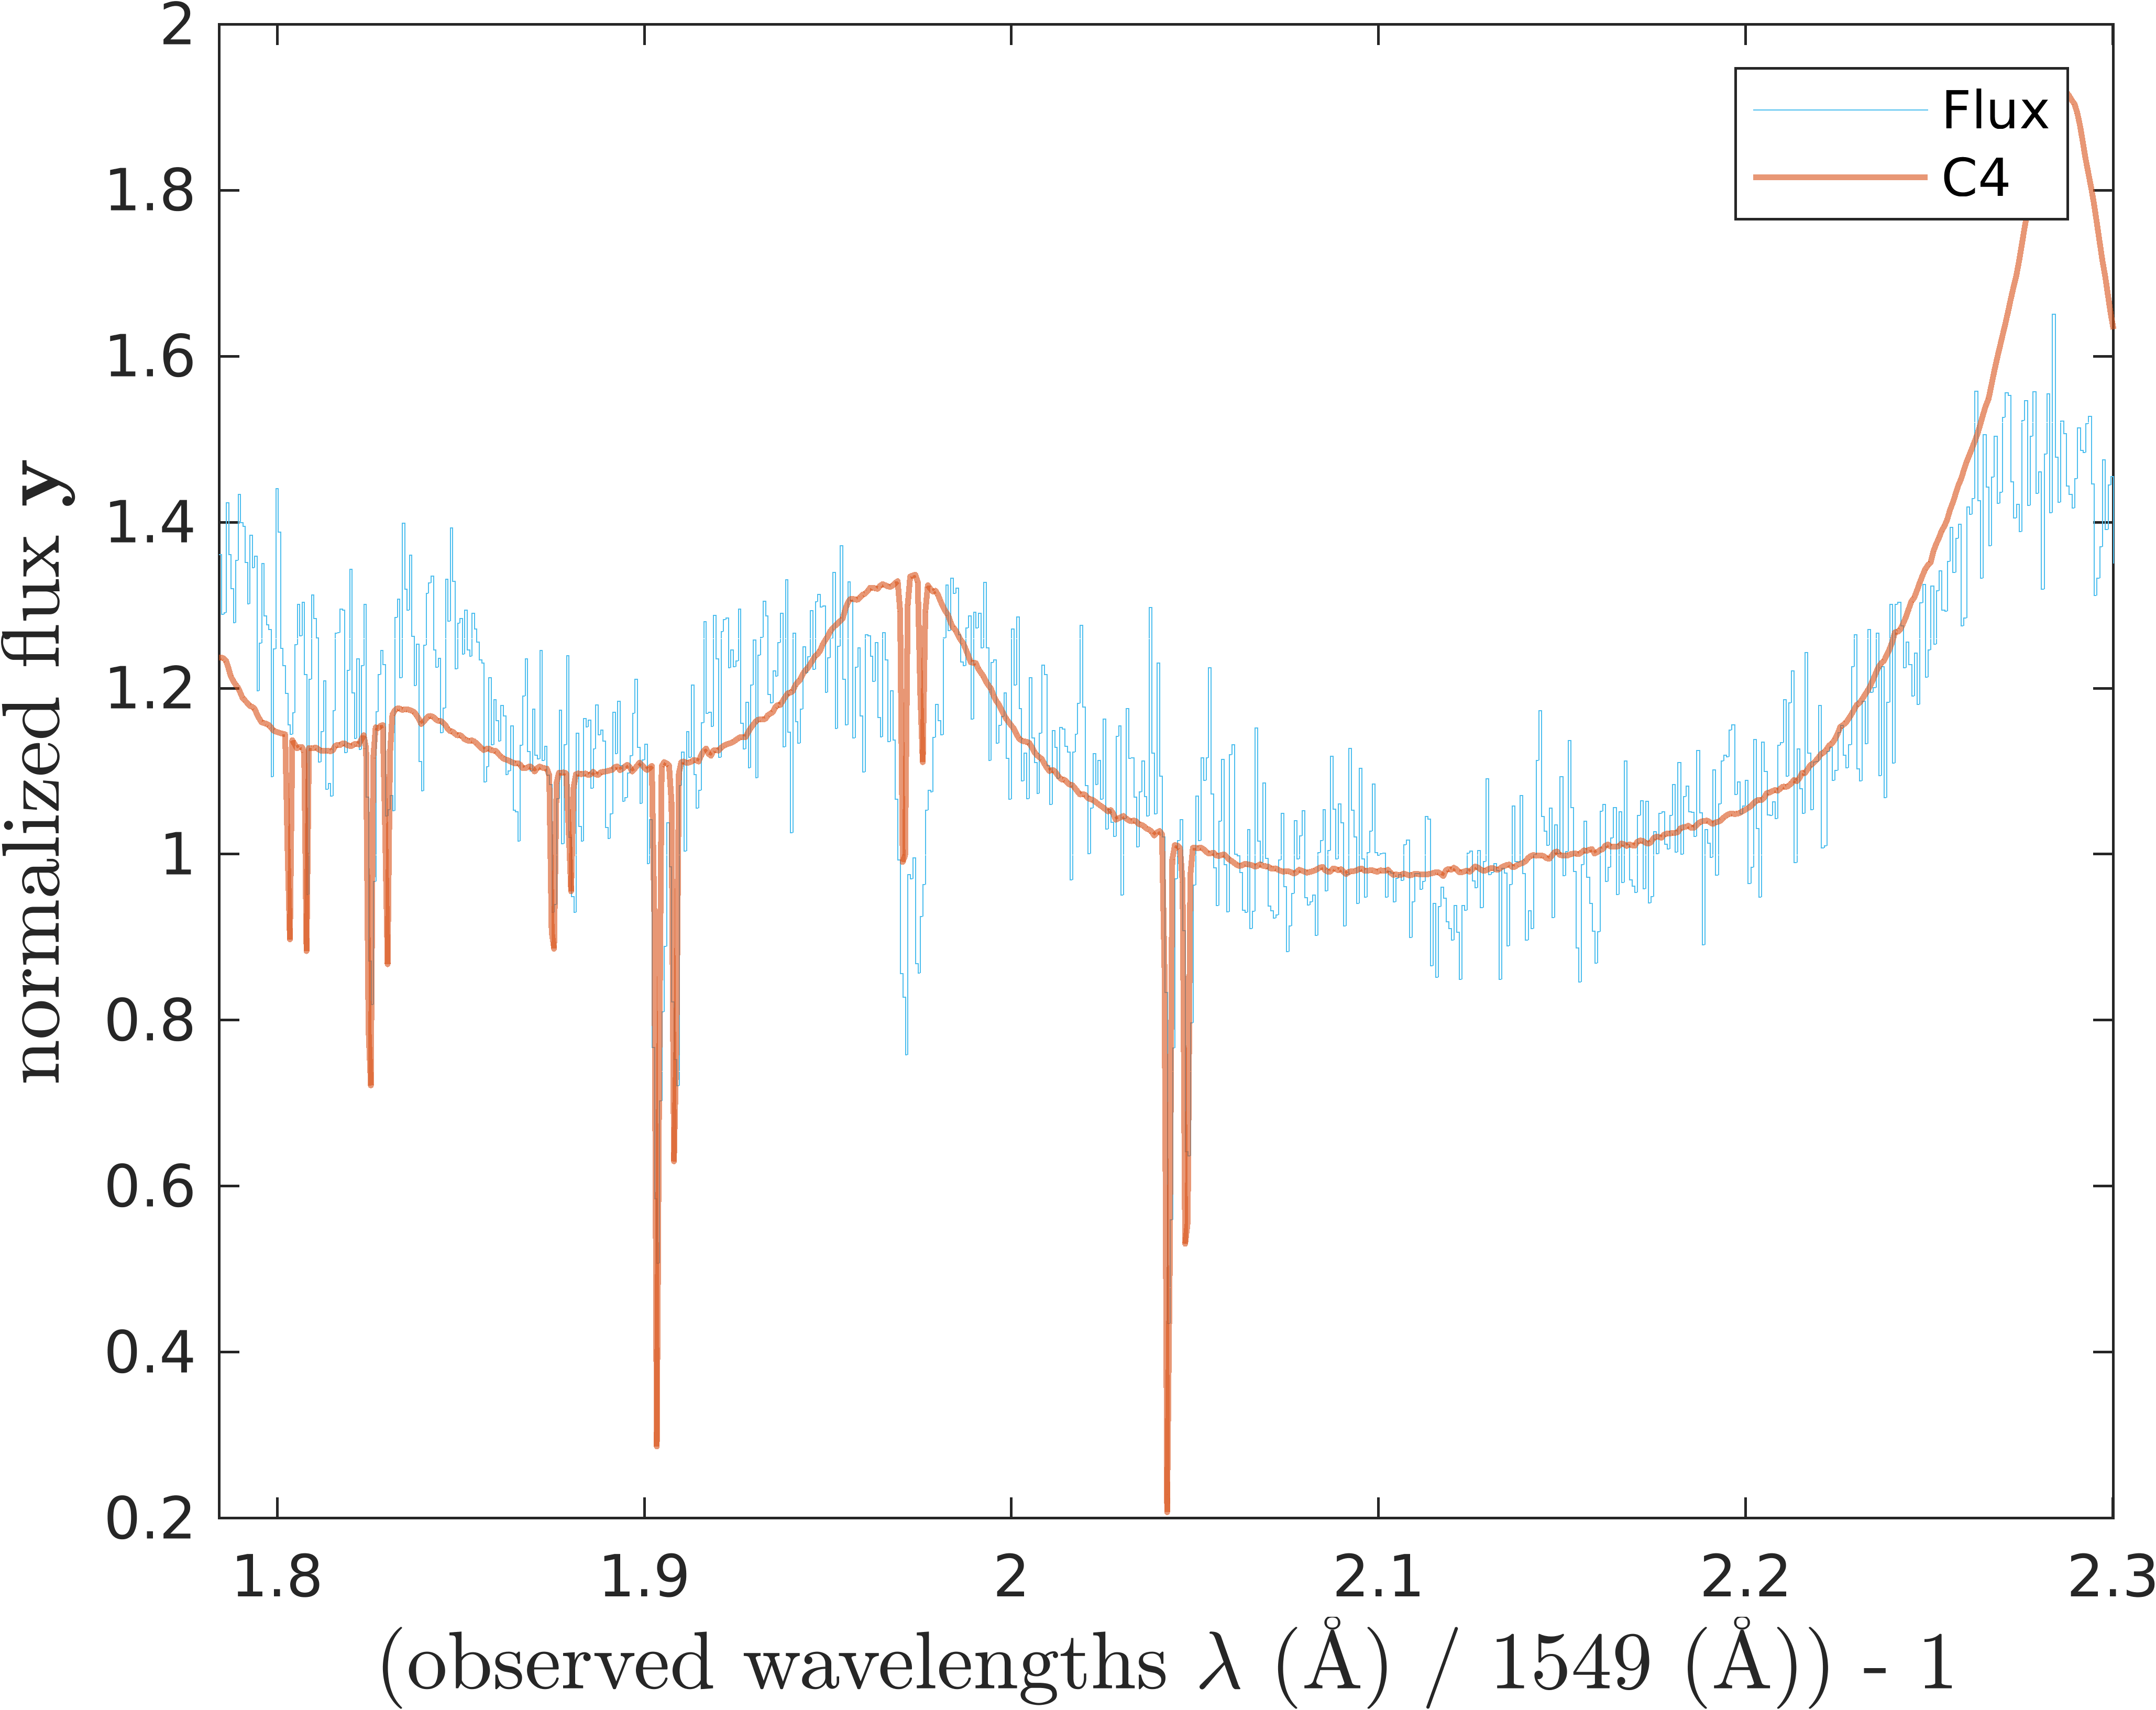 2
1.8
1.6
1.4
1.2
1
0.8
0.6
0.4
0.2
normalized flux y
Flux
C4
1.8 1.9 2 2.1 2.2 2.3
(observed wavelengths λ (Å) / 1549 (Å)) - 1